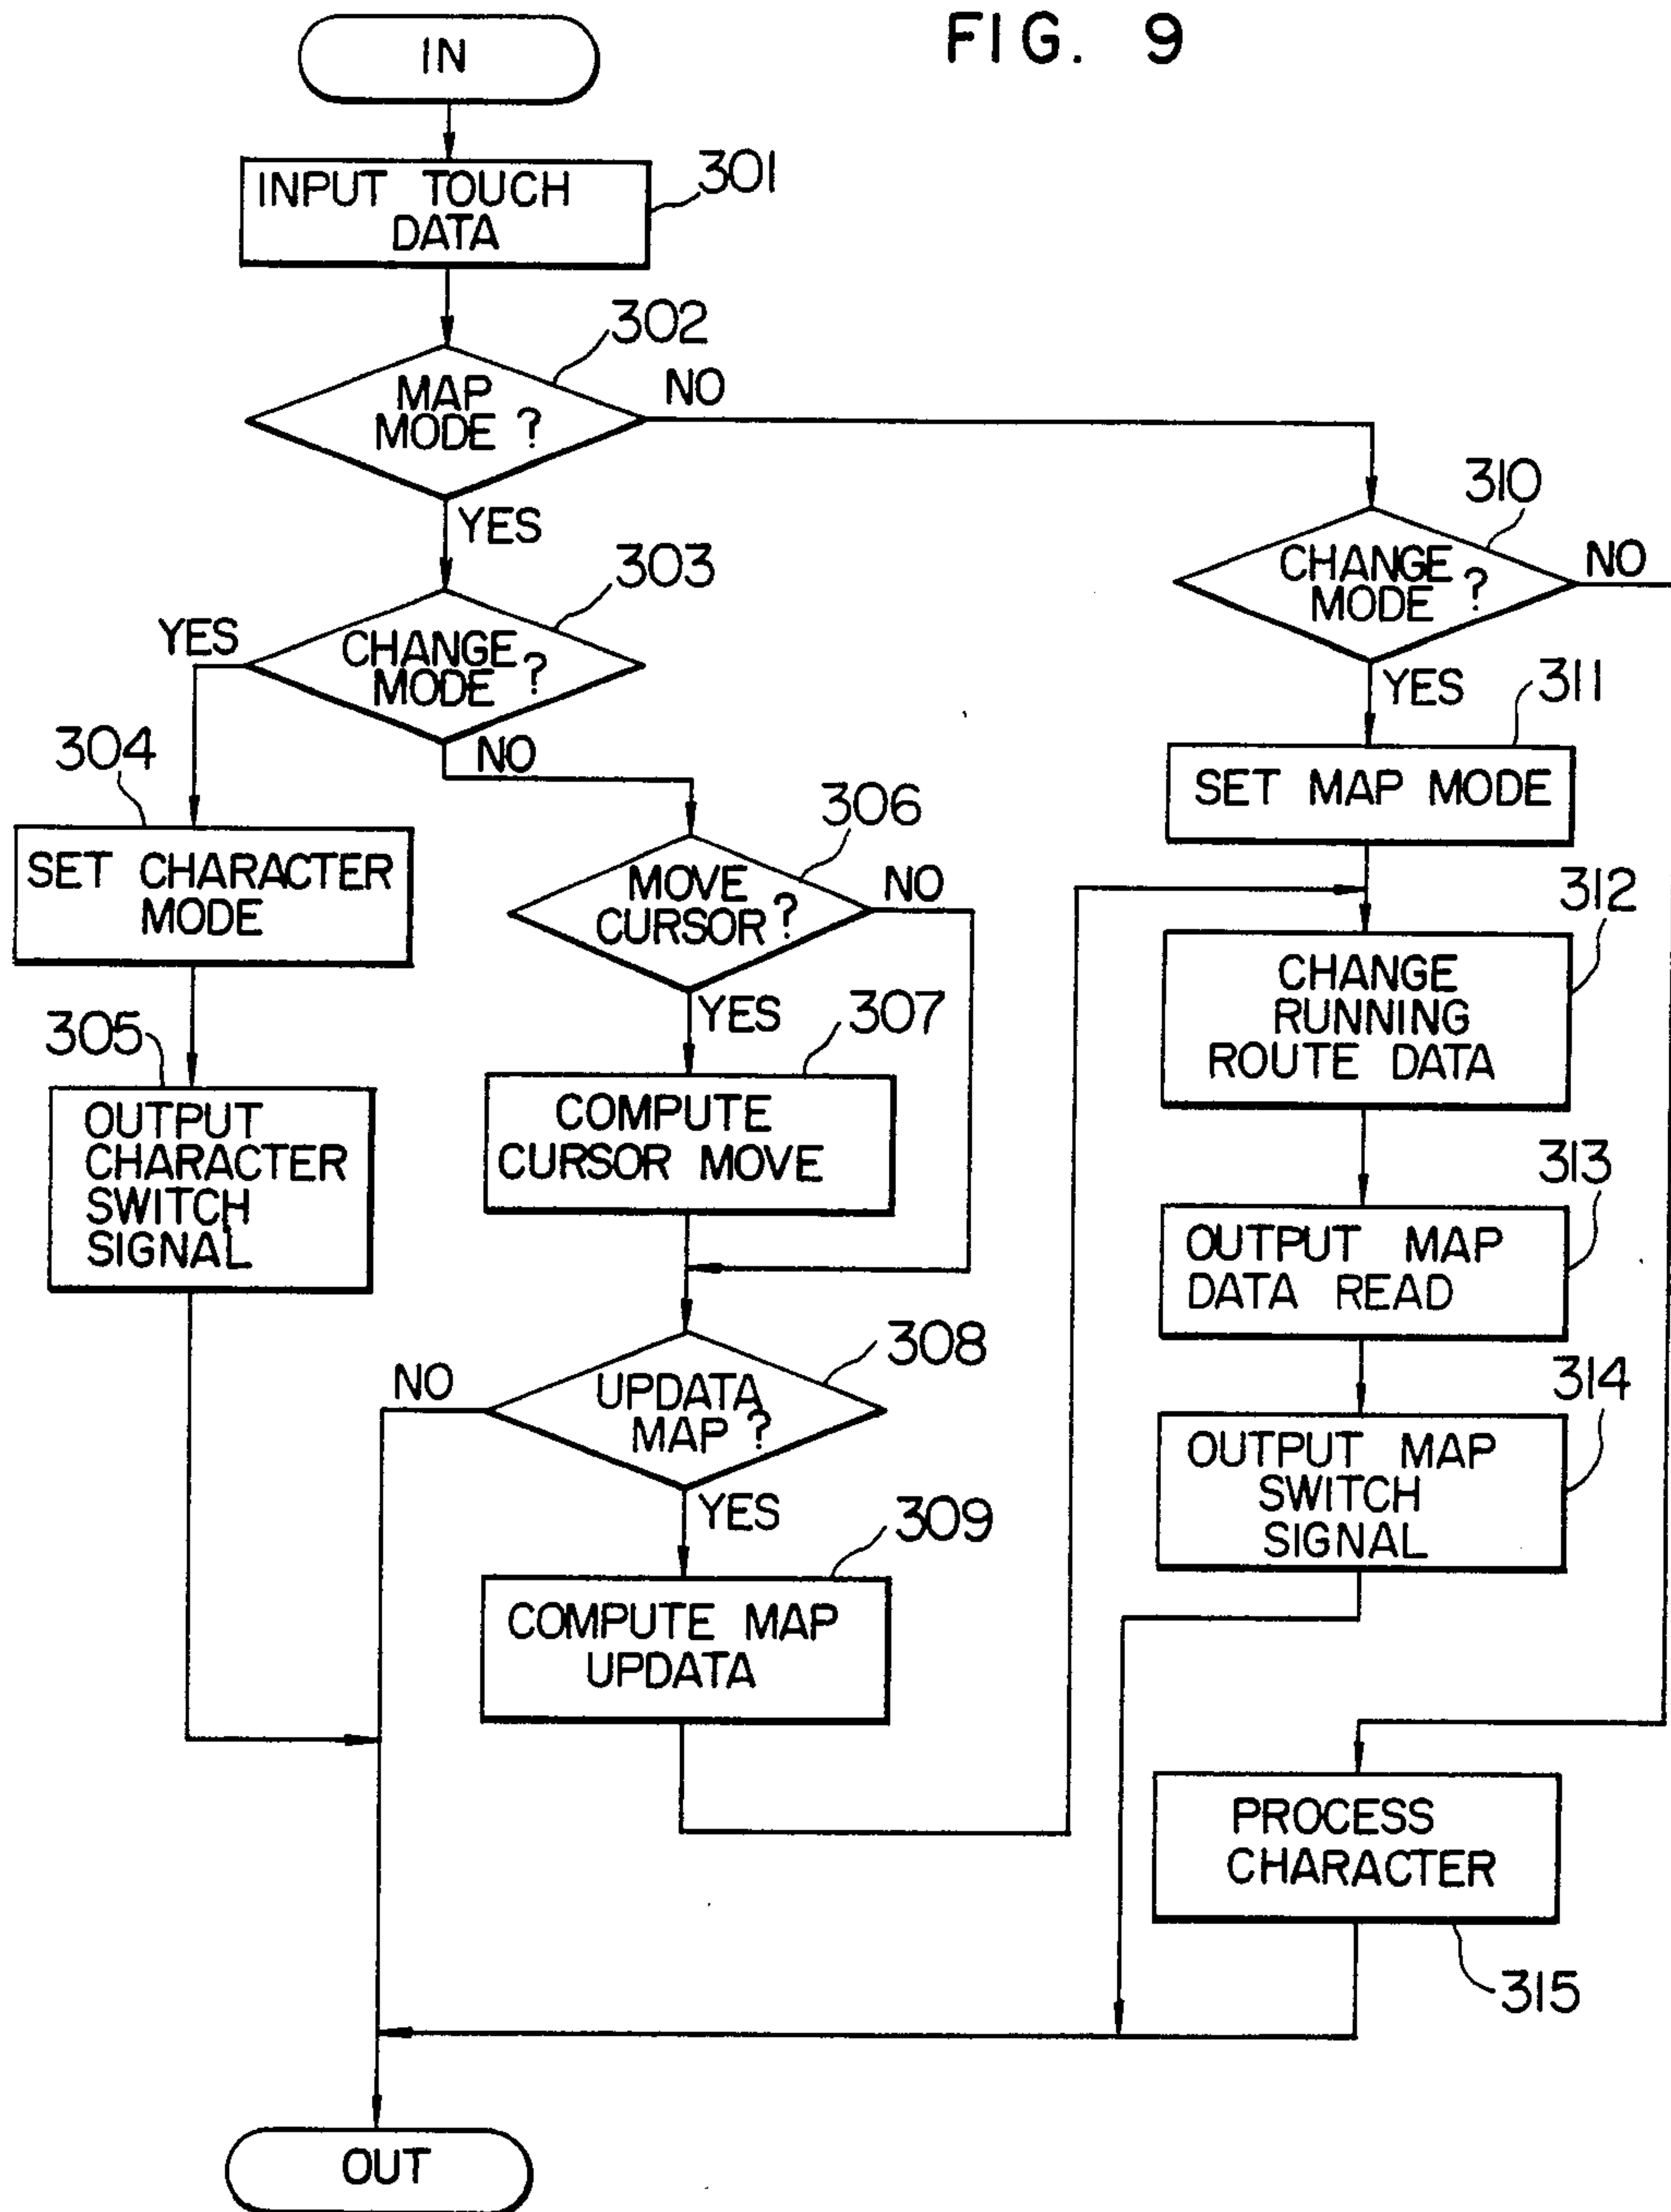 FIG. 9
IN
INPUT TOUCH
DATA
301
MAP
MODE ?
302
NO
YES
CHANGE
MODE ?
303
YES
NO
SET CHARACTER
MODE
304
OUTPUT
CHARACTER
SWITCH
SIGNAL
305
MOVE
CURSOR ?
306
NO
YES
COMPUTE
CURSOR MOVE
307
UPDATA
MAP ?
308
NO
YES
COMPUTE MAP
UPDATA
309
CHANGE
MODE ?
310
NO
YES
SET MAP MODE
311
CHANGE
RUNNING
ROUTE DATA
312
OUTPUT MAP
DATA READ
313
OUTPUT MAP
SWITCH
SIGNAL
314
PROCESS
CHARACTER
315
OUT